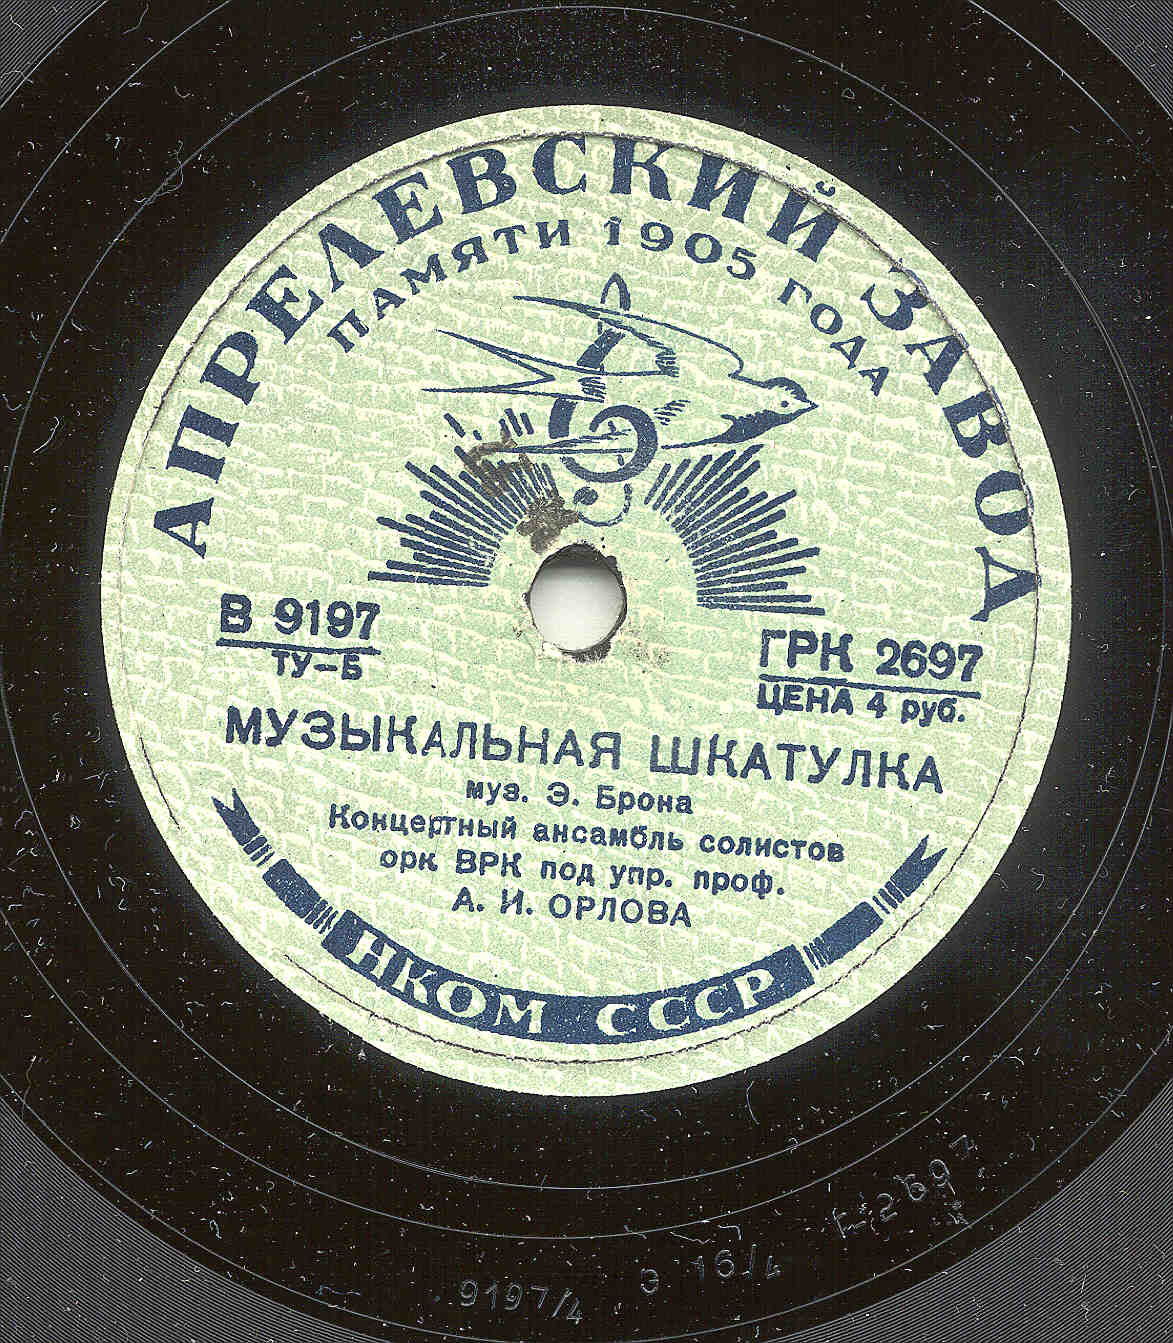 АПРЕЛЕВСКИЙ ЗАВОД
ПАМЯТИ 1905 ГОДА
В 9197
ТУ-Б
ГРК 2697
ЦЕНА 4 руб.
МУЗЫКАЛЬНАЯ ШКАТУЛКА
муз. Э. Брона
Концертный ансамбль солистов
орк ВРК под упр. проф.
А. И. ОРЛОВА
НКОМ СССР
9197/4